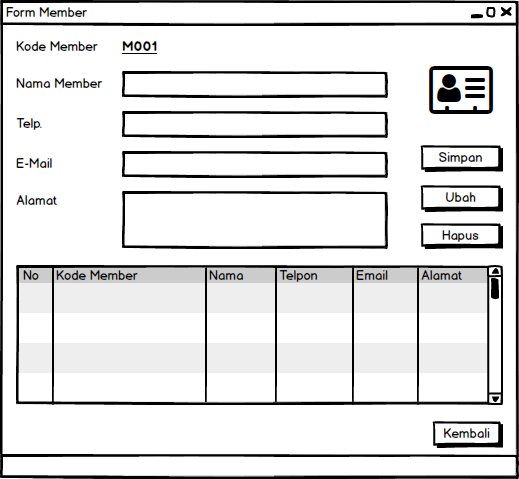 Form Member
Kode Member M001
Nama Member
Telp.
E-Mail
Simpan
Alamat
Ubah
Hapus
No Kode Member Nama Telpon Email Alamat
Kembali